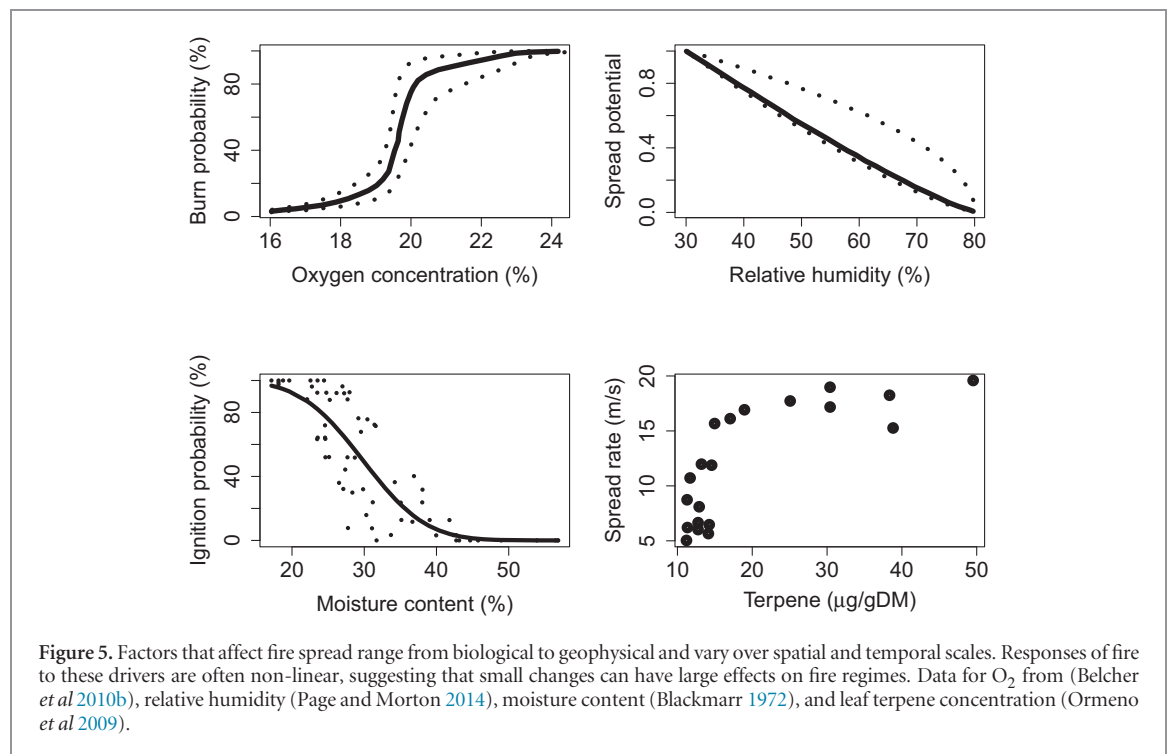 Burn probability (%)
0 40 80
16 18 20 22 24
Oxygen concentration (%)
Spread potential
0.0 0.4 0.8
30 40 50 60 70 80
Relative humidity (%)
Ignition probability (%)
0 40 80
20 30 40 50
Moisture content (%)
Spread rate (m/s)
5 10 15 20
10 20 30 40 50
Terpene (μg/gDM)
Figure 5. Factors that affect fire spread range from biological to geophysical and vary over spatial and temporal scales. Responses of fire
to these drivers are often non-linear, suggesting that small changes can have large effects on fire regimes. Data for O2 from (Belcher
et al 2010b), relative humidity (Page and Morton 2014), moisture content (Blackmarr 1972), and leaf terpene concentration (Ormeno
et al 2009).